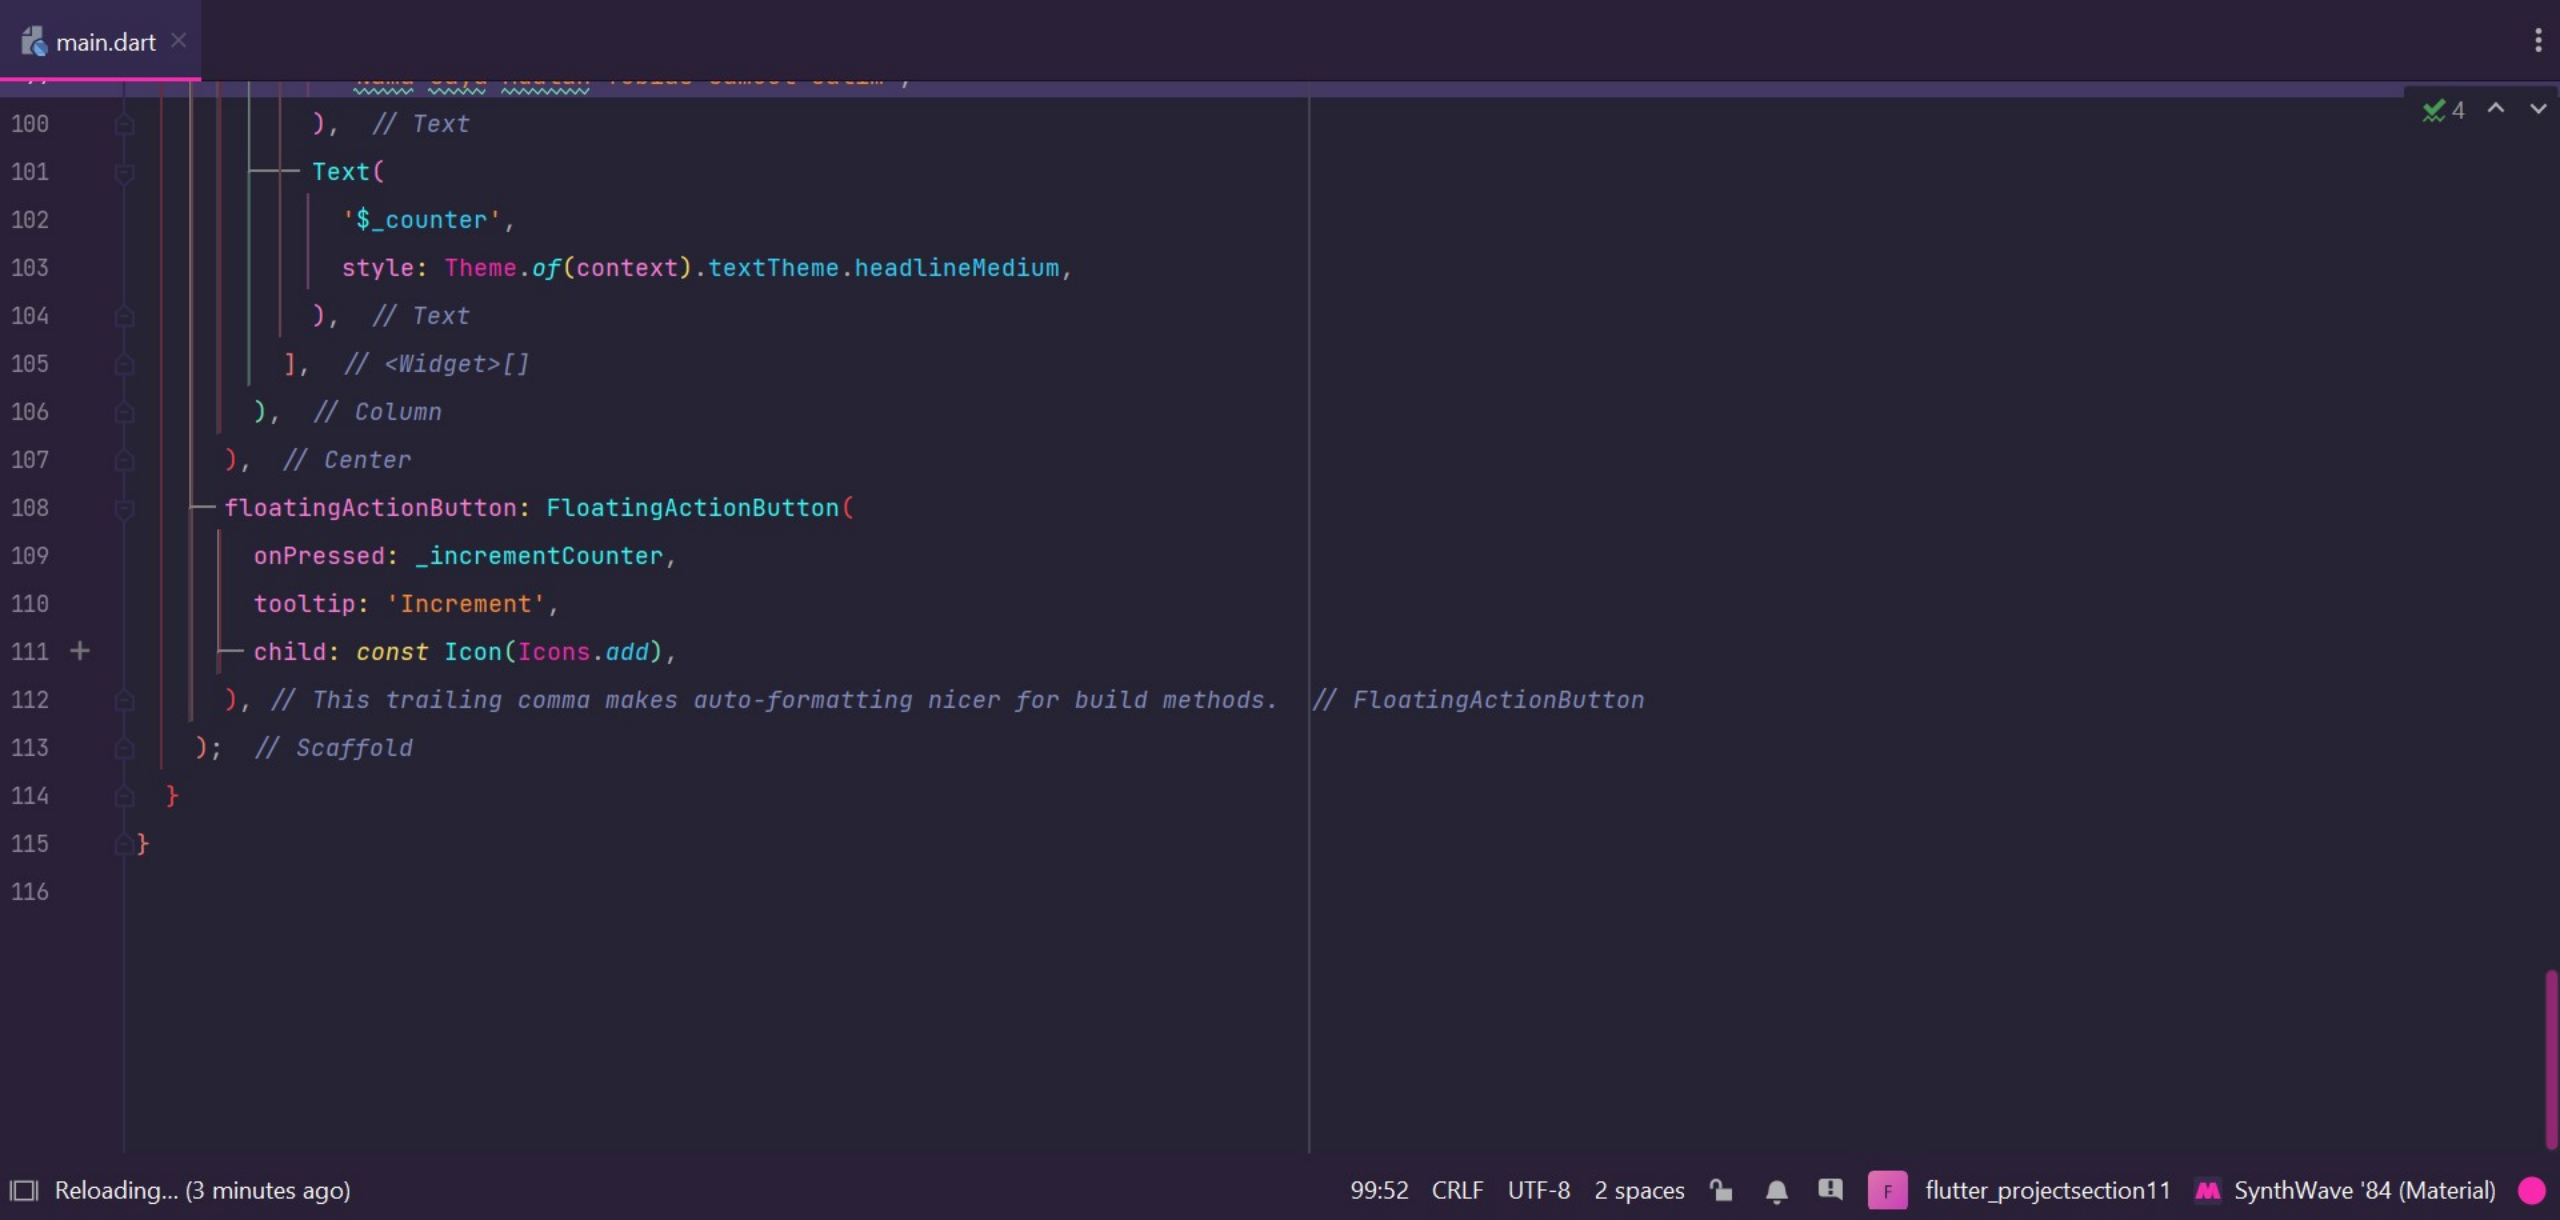 main.dart
100 ), // Text
101 Text(
102 '$_counter',
103 style: Theme.of(context).textTheme.headlineMedium,
104 ), // Text
105 ], // <Widget>[]
106 ), // Column
107 ), // Center
108 floatingActionButton: FloatingActionButton(
109 onPressed: _incrementCounter,
110 tooltip: 'Increment',
111 child: const Icon(Icons.add),
112 ), // This trailing comma makes auto-formatting nicer for build methods. // FloatingActionButton
113 ); // Scaffold
114 }
115 }
116
4
Reloading... (3 minutes ago) 99:52 CRLF UTF-8 2 spaces F flutter_projectsection11 SynthWave '84 (Material)